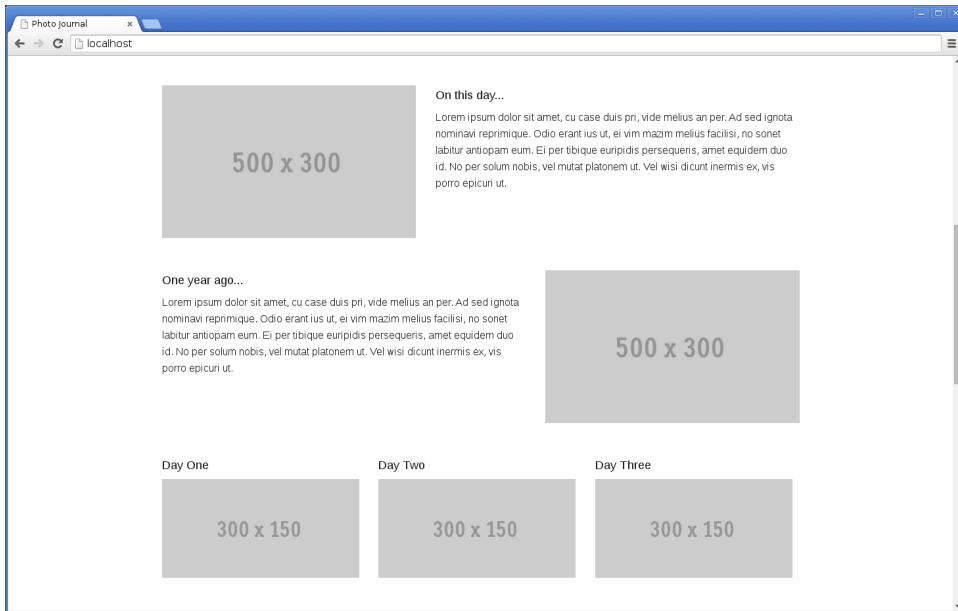 Photo Journal
localhost
500 x 300
On this day...
Lorem ipsum dolor sit amet, cu case duis pri, vide melius an per. Ad sed ignota
nominavi reprimique. Odio erant ius ut, ei vim mazim melius facilisi, no sonet
labitur antiopam eum. Ei per tibique euripidis persequeris, amet equidem duo
id. No per solum nobis, vel mutat platonem ut. Vel wisi dicunt inermis ex, vis
porro epicuri ut.
One year ago...
Lorem ipsum dolor sit amet, cu case duis pri, vide melius an per. Ad sed ignota
nominavi reprimique. Odio erant ius ut, ei vim mazim melius facilisi, no sonet
labitur antiopam eum. Ei per tibique euripidis persequeris, amet equidem duo
id. No per solum nobis, vel mutat platonem ut. Vel wisi dicunt inermis ex, vis
porro epicuri ut.
500 x 300
Day One
300 x 150
Day Two
300 x 150
Day Three
300 x 150